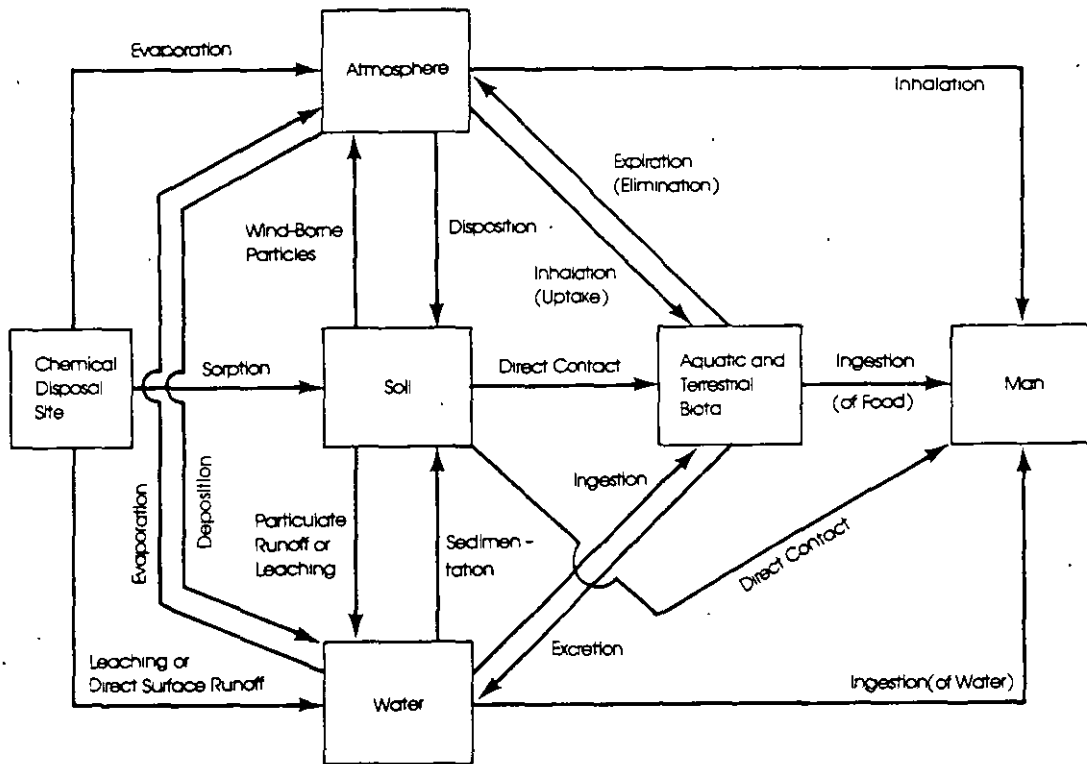 Evaporation
Atmosphere
Inhalation
Expiration
(Elimination)
Wind-Borne
Particles
Disposition
Inhalation
(Uptake)
Chemical
Disposal
Site
Sorption
Soil
Direct Contact
Aquatic and
Terrestrial
Biota
Ingestion
(of Food)
Man
Evaporation
Deposition
Particulate
Runoff or
Leaching
Sedimen-
tation
Ingestion
Direct Contact
Excretion
Leaching or
Direct Surface Runoff
Water
Ingestion(of Water)